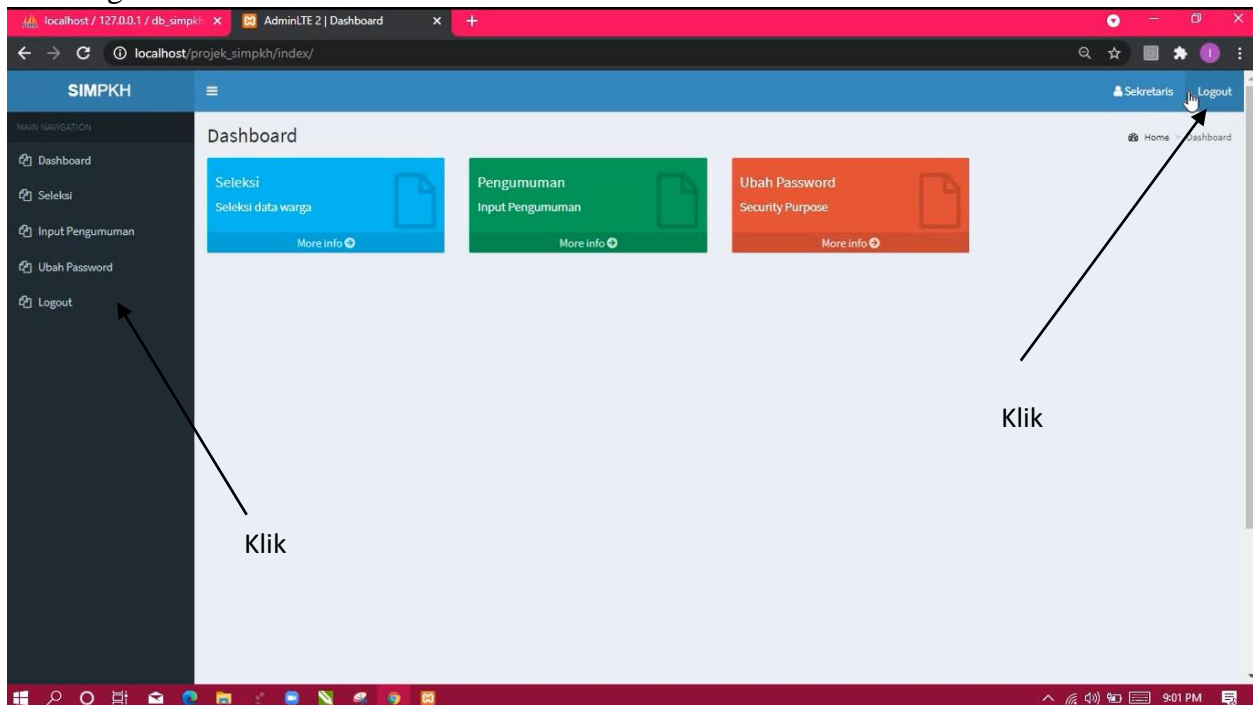 localhost / 127.0.0.1 / db_simpkh
AdminLTE 2 | Dashboard
localhost/projek_simpkh/index/
SIMPKH
Sekretaris
Logout
MAIN NAVIGATION
Dashboard
Home > Dashboard
Dashboard
Seleksi
Input Pengumuman
Ubah Password
Logout
Seleksi
Seleksi data warga
More info
Pengumuman
Input Pengumuman
More info
Ubah Password
Security Purpose
More info
Klik
Klik
9:01 PM